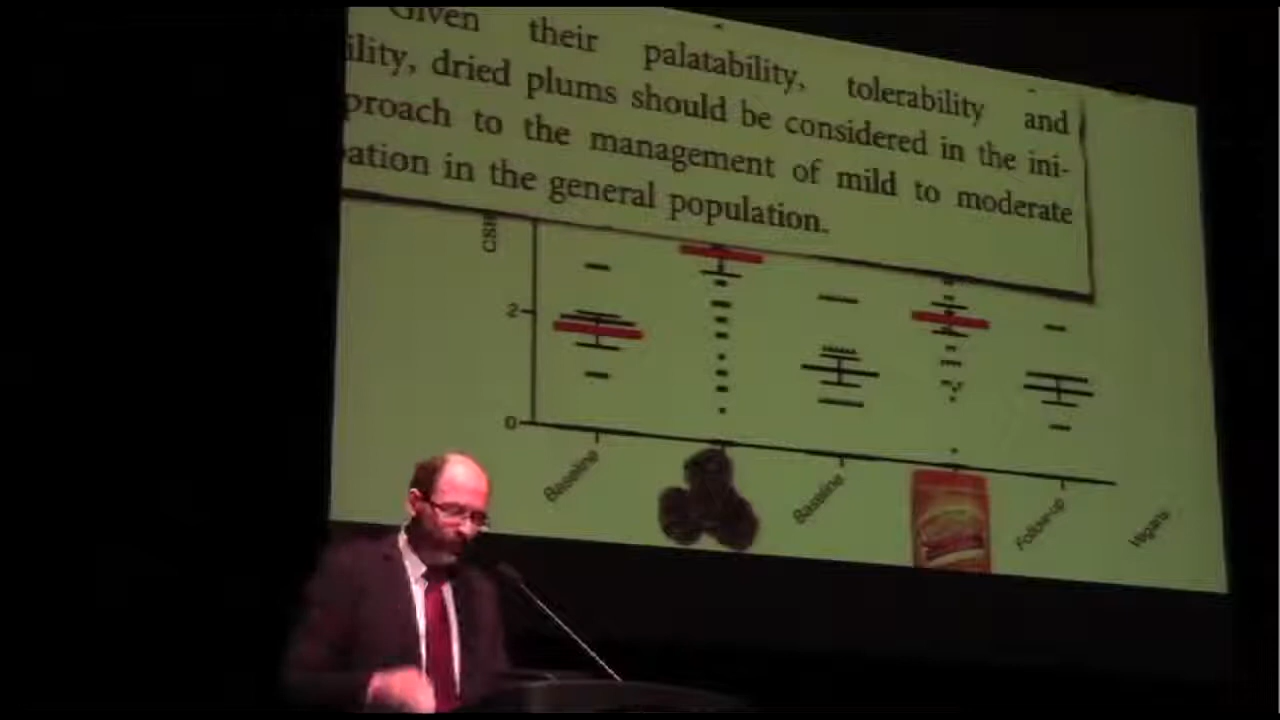 Given their palatability, tolerability and
ility, dried plums should be considered in the ini-
proach to the management of mild to moderate
ation in the general population.
2
0
Baseline
Baseline
Follow-up